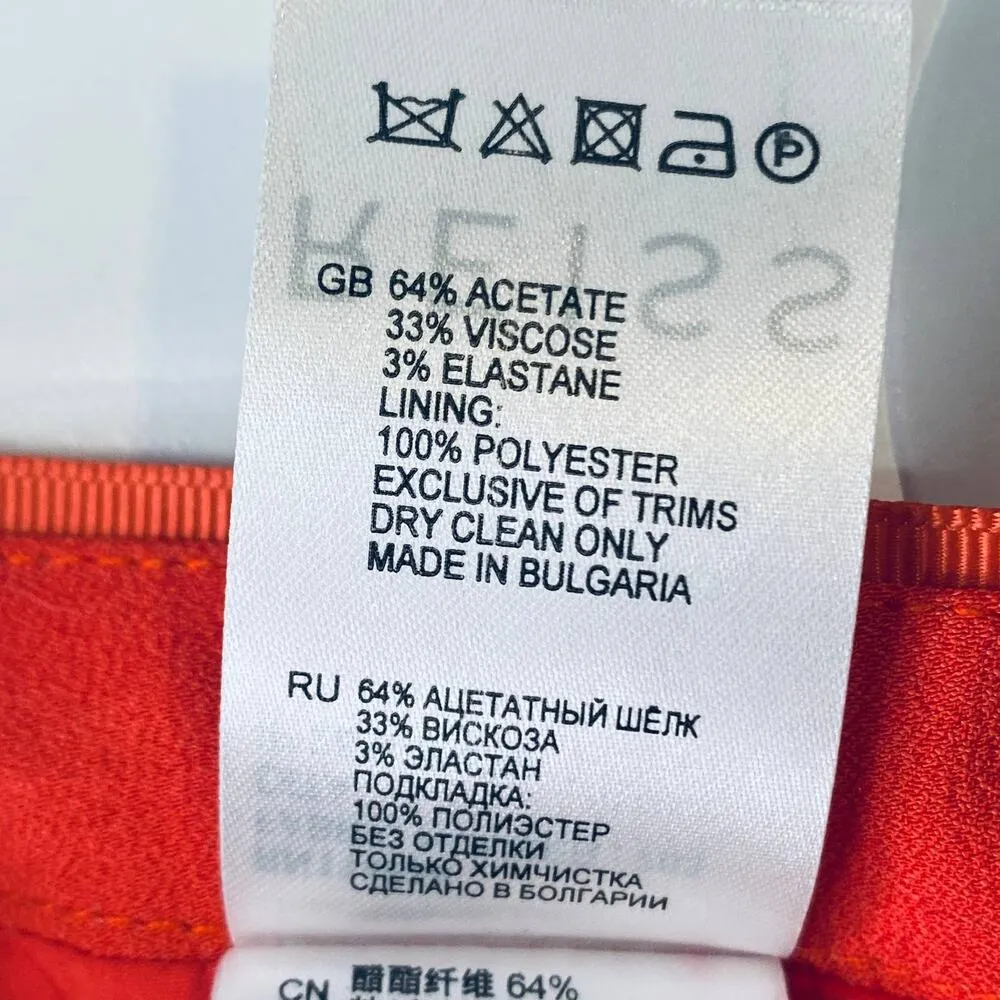 P
REISS
GB 64% ACETATE
33% VISCOSE
3% ELASTANE
LINING:
100% POLYESTER
EXCLUSIVE OF TRIMS
DRY CLEAN ONLY
MADE IN BULGARIA
RU 64% АЦЕТАТНЫЙ ШЁЛК
33% ВИСКОЗА
3% ЭЛАСТАН
ПОДКЛАДКА:
100% ПОЛИЭСТЕР
БЕЗ ОТДЕЛКИ
ТОЛЬКО ХИМЧИСТКА
СДЕЛАНО В БОЛГАРИИ
CN 醋酯纤维 64%